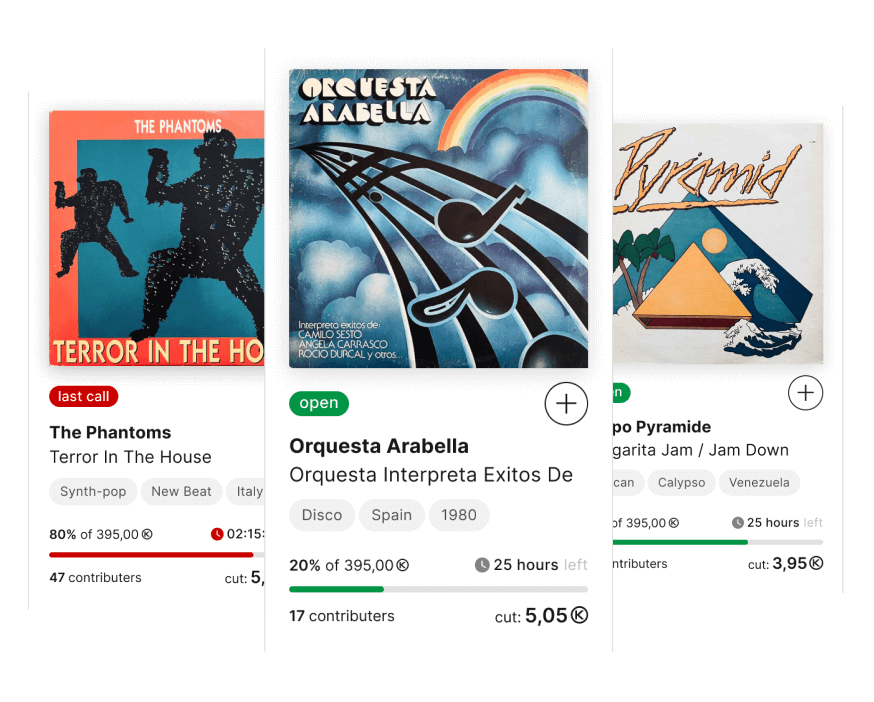 THE PHANTOMS
TERROR IN THE HO
last call
The Phantoms
Terror In The House
Synth-pop
New Beat
Italy
80% of 395,00 K
02:15:
47 contributers
cut: 5,
ORQUESTA
ARABELLA
Interpreta exitos de:
CAMILO SESTO
ANGELA CARRASCO
ROCIO DURCAL y otros...
open
Orquesta Arabella
Orquesta Interpreta Exitos De
Disco
Spain
1980
20% of 395,00 K
25 hours left
17 contributers
cut: 5,05 K
Pyramid
en
po Pyramide
garita Jam / Jam Down
can
Calypso
Venezuela
of 395,00 K
25 hours left
ntributers
cut: 3,95 K